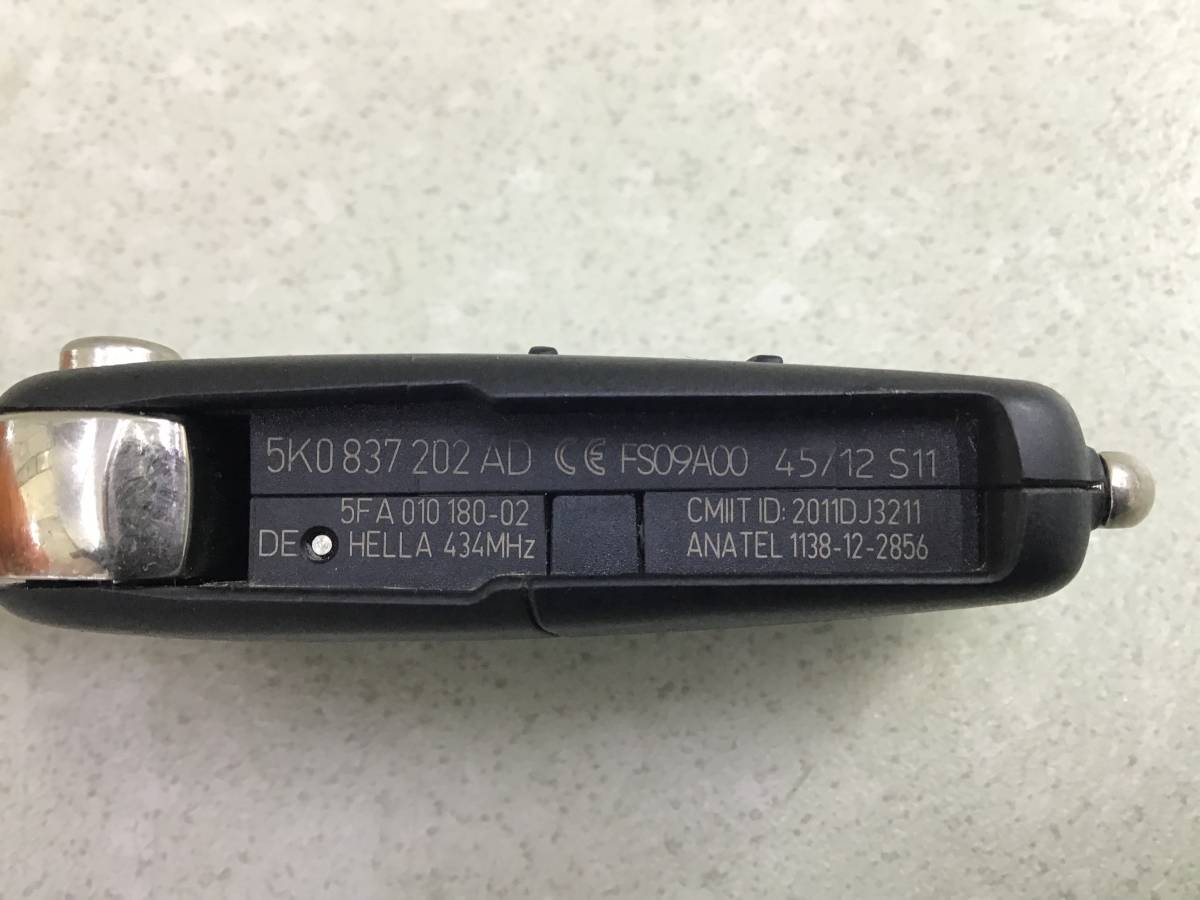 5K0 837 202 AD CE FS09A00 45/12 S11
5FA 010 180-02
DE HELLA 434MHz
CMIIT ID: 2011DJ3211
ANATEL 1138-12-2856